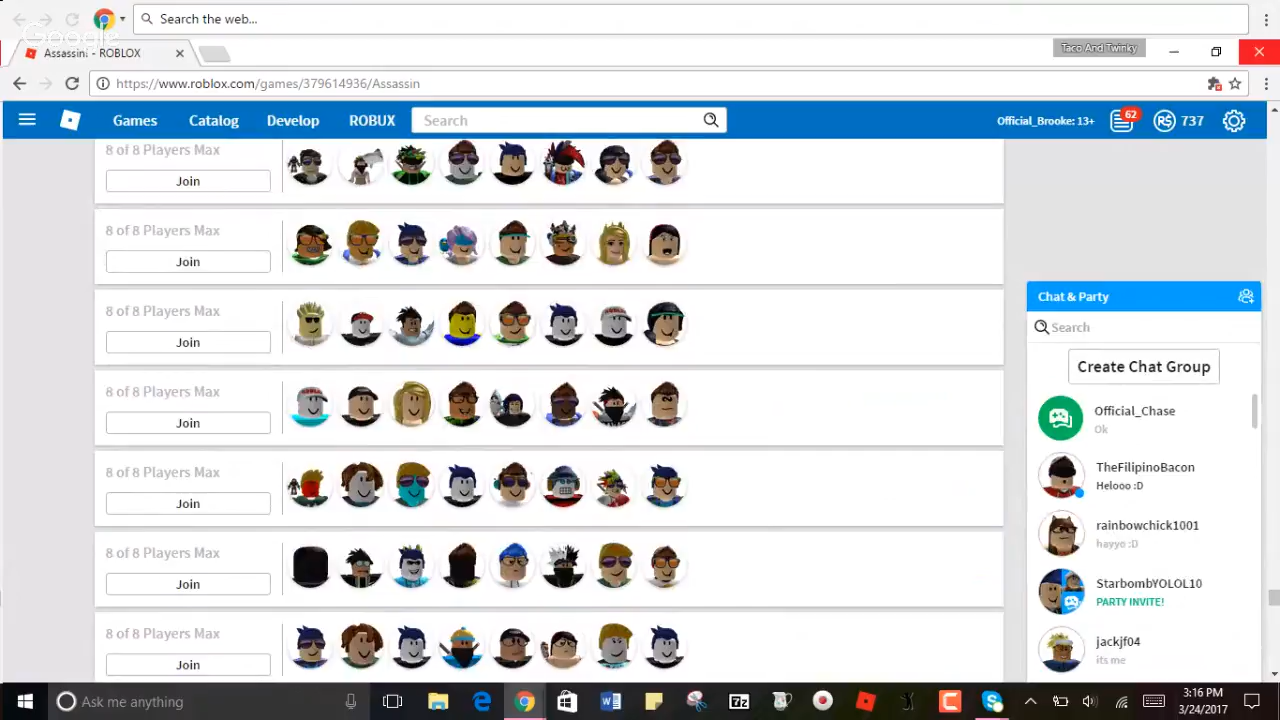 Search the web...
Google
Assassin! - ROBLOX
Taco And Twinky
https://www.roblox.com/games/379614936/Assassin
Games
Catalog
Develop
ROBUX
Search
Official_Brooke: 13+
62
R$ 737
8 of 8 Players Max
Join
8 of 8 Players Max
Join
8 of 8 Players Max
Join
8 of 8 Players Max
Join
8 of 8 Players Max
Join
8 of 8 Players Max
Join
8 of 8 Players Max
Join
Chat & Party
Search
Create Chat Group
Official_Chase
Ok
TheFilipinoBacon
Helooo :D
rainbowchick1001
hayyo :D
StarbombYOLOL10
PARTY INVITE!
jackjf04
its me
Ask me anything
3:16 PM
3/24/2017